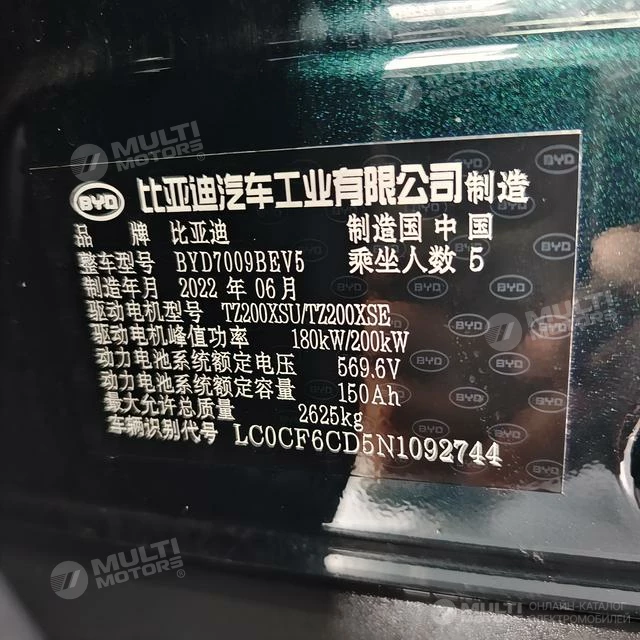 BYD 比亚迪汽车工业有限公司 制造
品牌 比亚迪 制造国 中国
整车型号 BYD7009BEV5 乘坐人数 5
制造年月 2022 年 06 月
驱动电机型号 TZ200XSU/TZ200XSE
驱动电机峰值功率 180kW/200kW
动力电池系统额定电压 569.6V
动力电池系统额定容量 150Ah
最大允许总质量 2625kg
车辆识别代号 LC0CF6CD5N1092744
MULTI MOTORS
MULTI MOTORS
MULTI ОНЛАЙН-КАТАЛОГ
ЭЛЕКТРОМОБИЛЕЙ